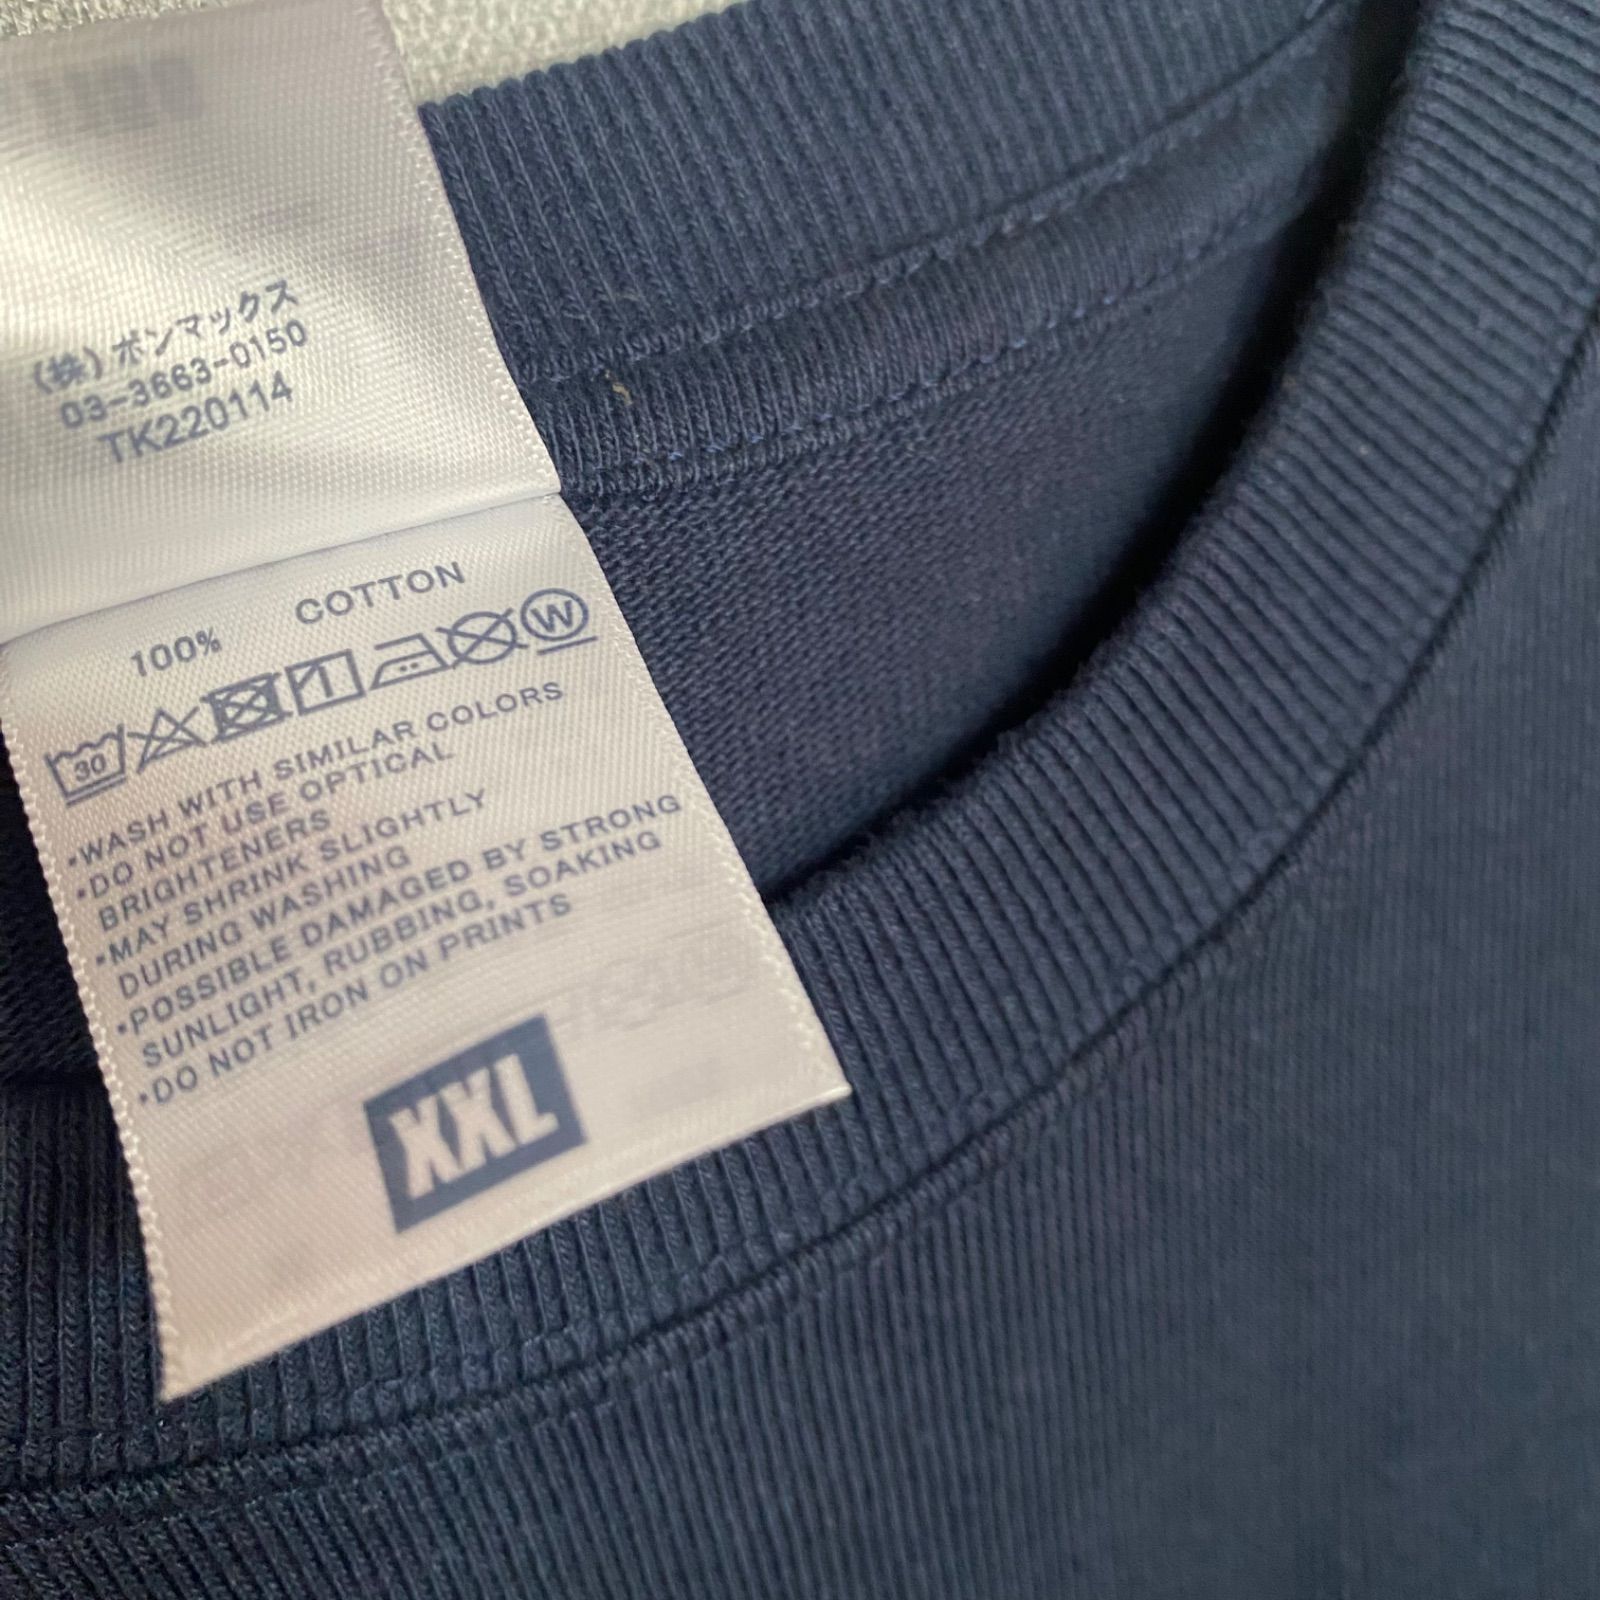 (株)ボンマックス
03-3663-0150
TK220114
100% COTTON
30 W
•WASH WITH SIMILAR COLORS
•DO NOT USE OPTICAL
BRIGHTENERS
•MAY SHRINK SLIGHTLY
DURING WASHING
•POSSIBLE DAMAGED BY STRONG
SUNLIGHT, RUBBING, SOAKING
•DO NOT IRON ON PRINTS
XXL